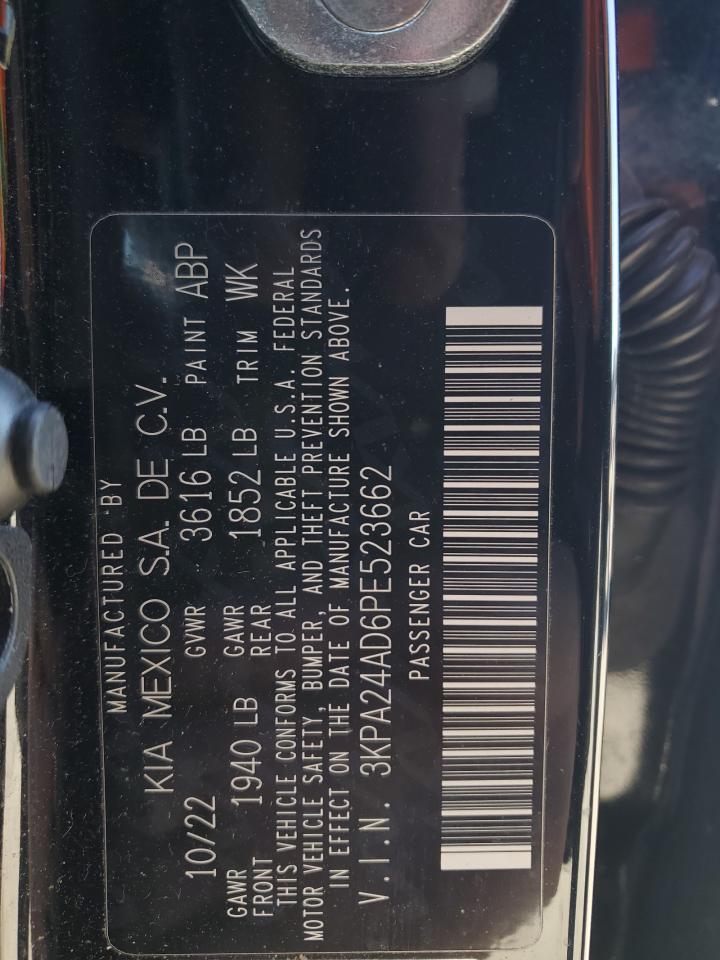 MANUFACTURED BY
KIA MEXICO S.A. DE C.V.
10/22 GVWR 3616 LB PAINT ABP
GAWR FRONT 1940 LB GAWR REAR 1852 LB TRIM WK
THIS VEHICLE CONFORMS TO ALL APPLICABLE U.S.A. FEDERAL
MOTOR VEHICLE SAFETY, BUMPER, AND THEFT PREVENTION STANDARDS
IN EFFECT ON THE DATE OF MANUFACTURE SHOWN ABOVE.
V.I.N. 3KPA24AD6PE523662
PASSENGER CAR